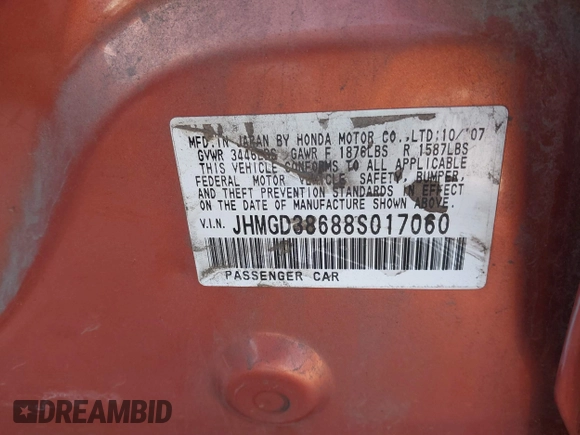 MFD. IN JAPAN BY HONDA MOTOR CO., LTD: 10/'07
GVWR 3446LBS GAWR F 1876LBS R 1587LBS
THIS VEHICLE CONFORMS TO ALL APPLICABLE
FEDERAL MOTOR VEHICLE SAFETY, BUMPER,
AND THEFT PREVENTION STANDARDS IN EFFECT
ON THE DATE OF MANUFACTURE SHOWN ABOVE.
V.I.N. JHMGD38688S017060
PASSENGER CAR
DREAMBID